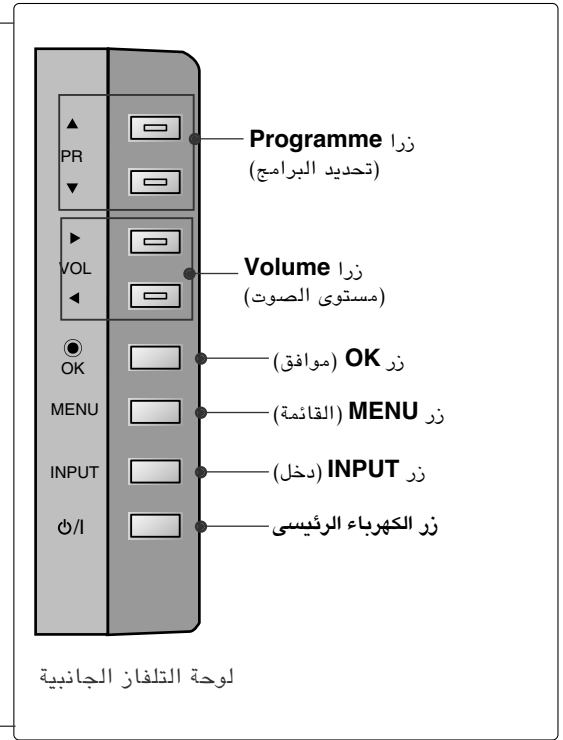 ▲
PR
▼
زرا Programme
(تحديد البرامج)
►
VOL
◄
زرا Volume
(مستوى الصوت)
OK
زر OK (موافق)
MENU
زر MENU (القائمة)
INPUT
زر INPUT (دخل)
⏻/I
زر الكهرباء الرئيسى
لوحة التلفاز الجانبية